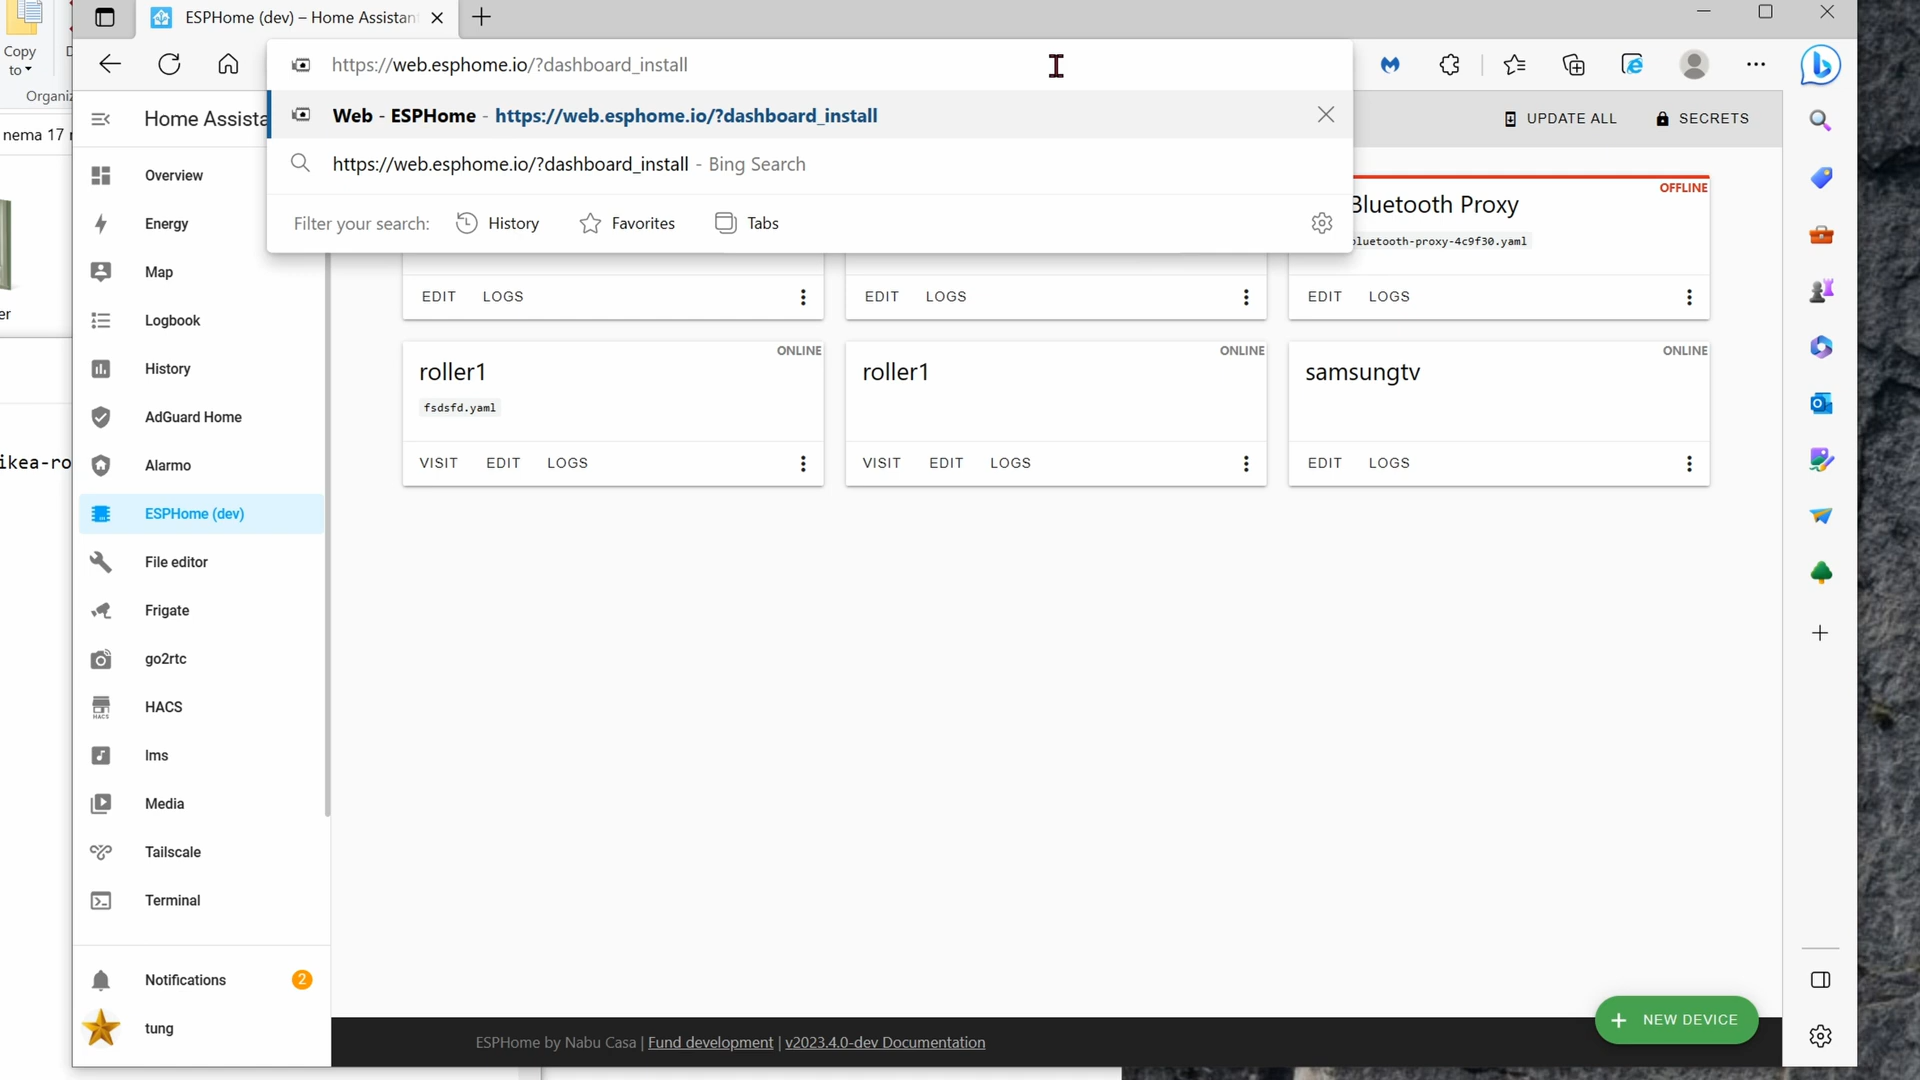 ESPHome (dev) – Home Assistan
Copy
to
Organiz
nema 17 r
er
ikea-ro
https://web.esphome.io/?dashboard_install
Web - ESPHome - https://web.esphome.io/?dashboard_install
https://web.esphome.io/?dashboard_install - Bing Search
Filter your search: History Favorites Tabs
Home Assista
UPDATE ALL SECRETS
Overview
Energy
Map
Logbook
History
AdGuard Home
Alarmo
ESPHome (dev)
File editor
Frigate
go2rtc
HACS
HACS
lms
Media
Tailscale
Terminal
Notifications 2
tung
OFFLINE
Bluetooth Proxy
bluetooth-proxy-4c9f30.yaml
EDIT LOGS
EDIT LOGS
EDIT LOGS
ONLINE
roller1
fsdsfd.yaml
VISIT EDIT LOGS
ONLINE
roller1
VISIT EDIT LOGS
ONLINE
samsungtv
EDIT LOGS
NEW DEVICE
ESPHome by Nabu Casa | Fund development | v2023.4.0-dev Documentation